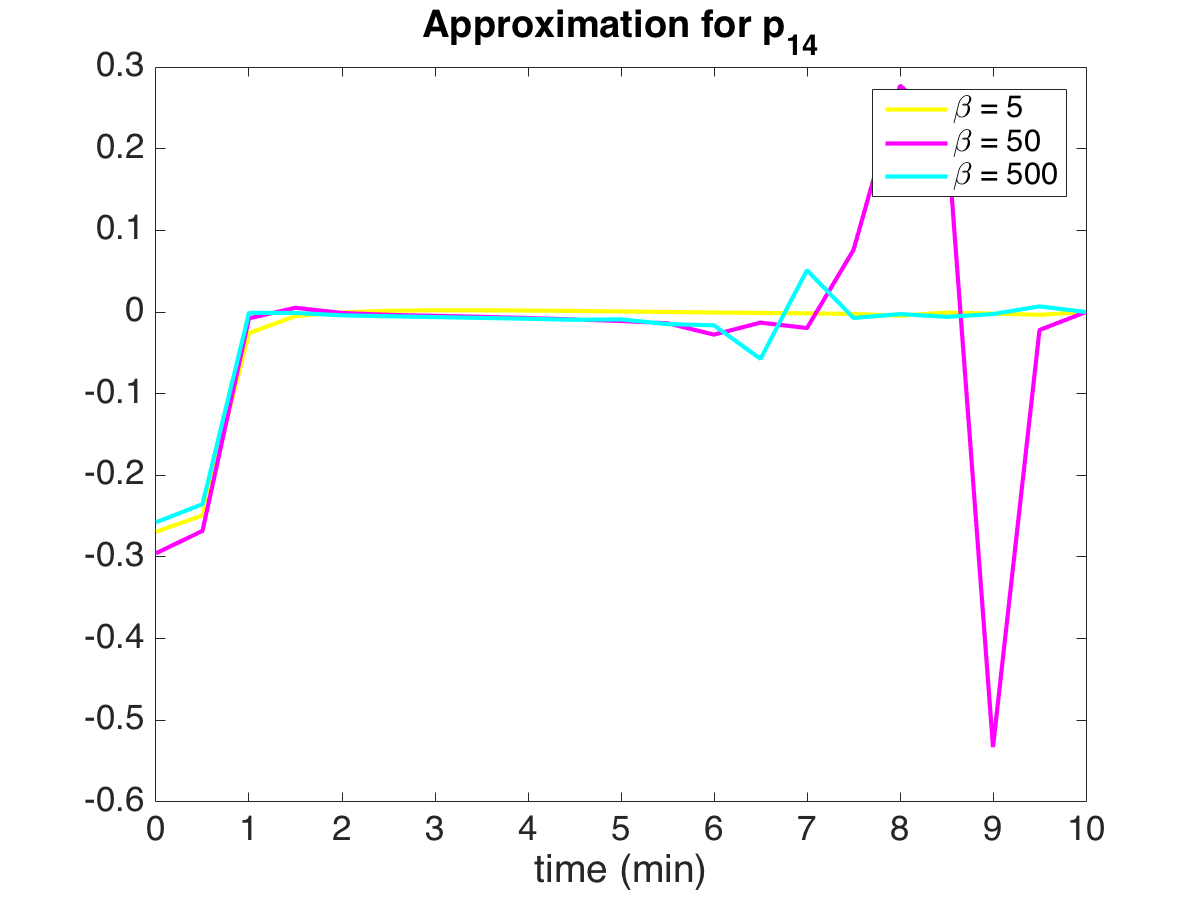 Approximation for p14
0.3
0.2
0.1
0
-0.1
-0.2
-0.3
-0.4
-0.5
-0.6
β = 5
β = 50
β = 500
0 1 2 3 4 5 6 7 8 9 10
time (min)